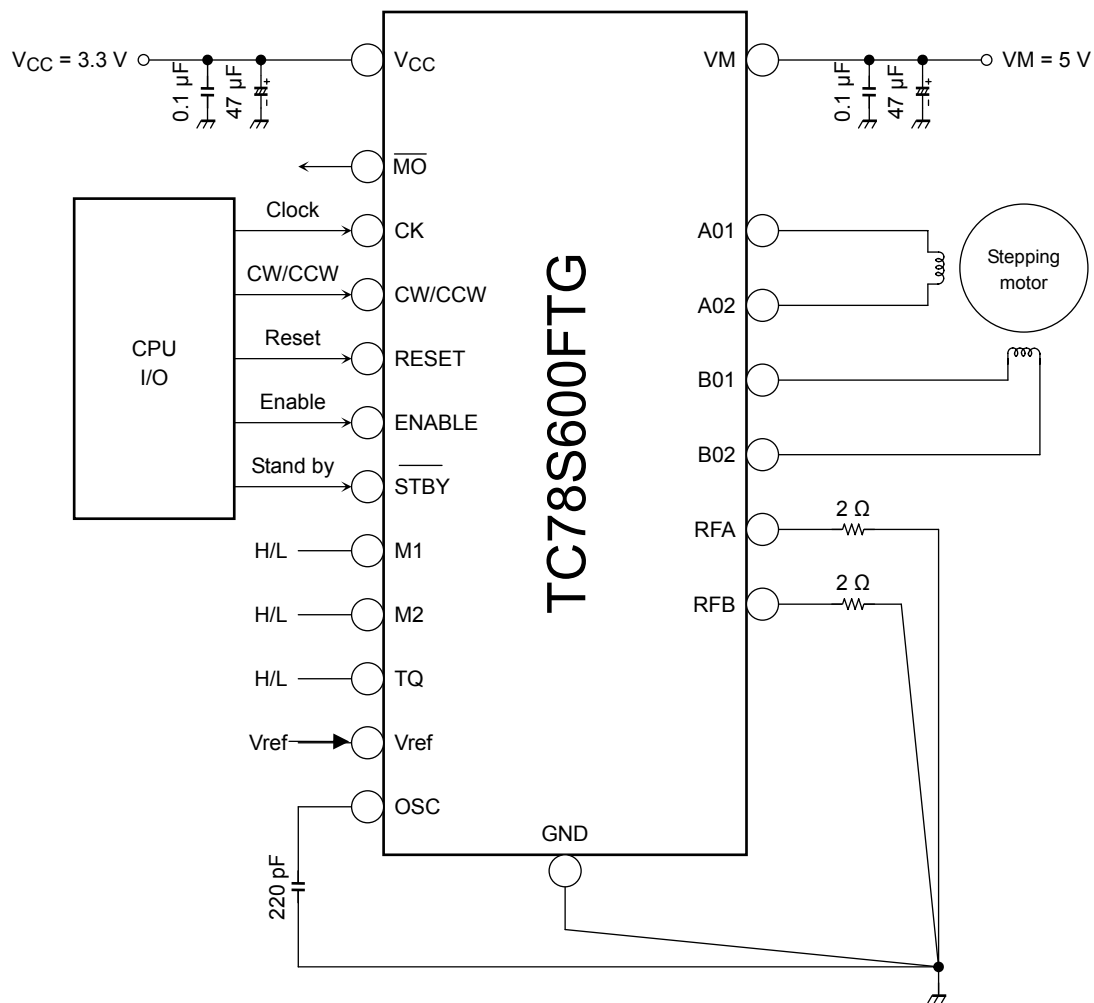 VCC = 3.3 V
0.1 µF
47 µF
VCC
VM
0.1 µF
47 µF
VM = 5 V
MO
CPU
I/O
Clock
CK
CW/CCW
CW/CCW
Reset
RESET
Enable
ENABLE
Stand by
STBY
H/L
M1
H/L
M2
H/L
TQ
Vref
Vref
OSC
220 pF
TC78S600FTG
GND
A01
A02
Stepping
motor
B01
B02
RFA
2 Ω
RFB
2 Ω